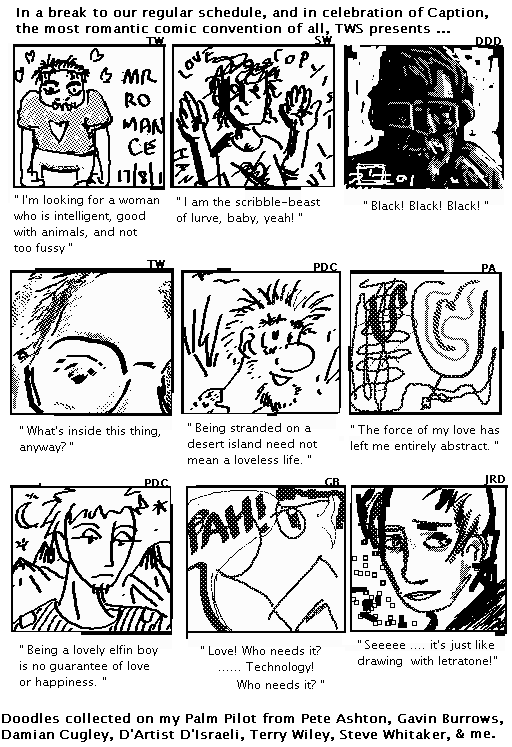 In a break to our regular schedule, and in celebration of Caption,
the most romantic comic convention of all, TWS presents ...
TW
SW
DDD
MR
RO
MAN
CE
17/8/1
LOVE
COPY
"I'm looking for a woman
who is intelligent, good
with animals, and not
too fussy"
"I am the scribble-beast
of lurve, baby, yeah!"
"Black! Black! Black!"
TW
PDC
PA
"What's inside this thing,
anyway?"
"Being stranded on a
desert island need not
mean a loveless life."
"The force of my love has
left me entirely abstract."
PDC
GB
JRD
PAH!
"Being a lovely elfin boy
is no guarantee of love
or happiness."
"Love! Who needs it?
...... Technology!
Who needs it?"
"Seeeee .... it's just like
drawing with letratone!"
Doodles collected on my Palm Pilot from Pete Ashton, Gavin Burrows,
Damian Cugley, D'Artist D'Israeli, Terry Wiley, Steve Whitaker, & me.